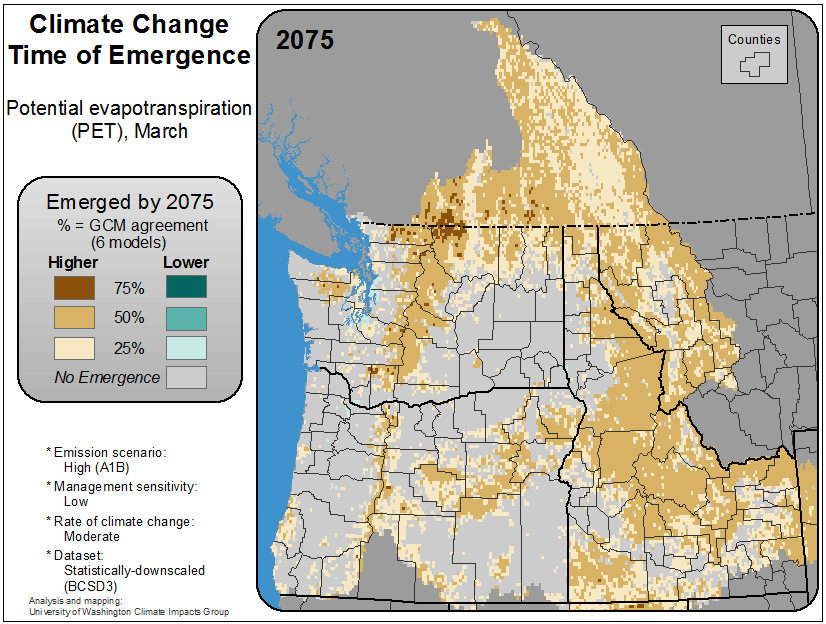 Climate Change
Time of Emergence
Potential evapotranspiration
(PET), March
Emerged by 2075
% = GCM agreement
(6 models)
Higher Lower
75%
50%
25%
No Emergence
* Emission scenario:
High (A1B)
* Management sensitivity:
Low
* Rate of climate change:
Moderate
* Dataset:
Statistically-downscaled
(BCSD3)
Analysis and mapping:
University of Washington Climate Impacts Group
2075
Counties